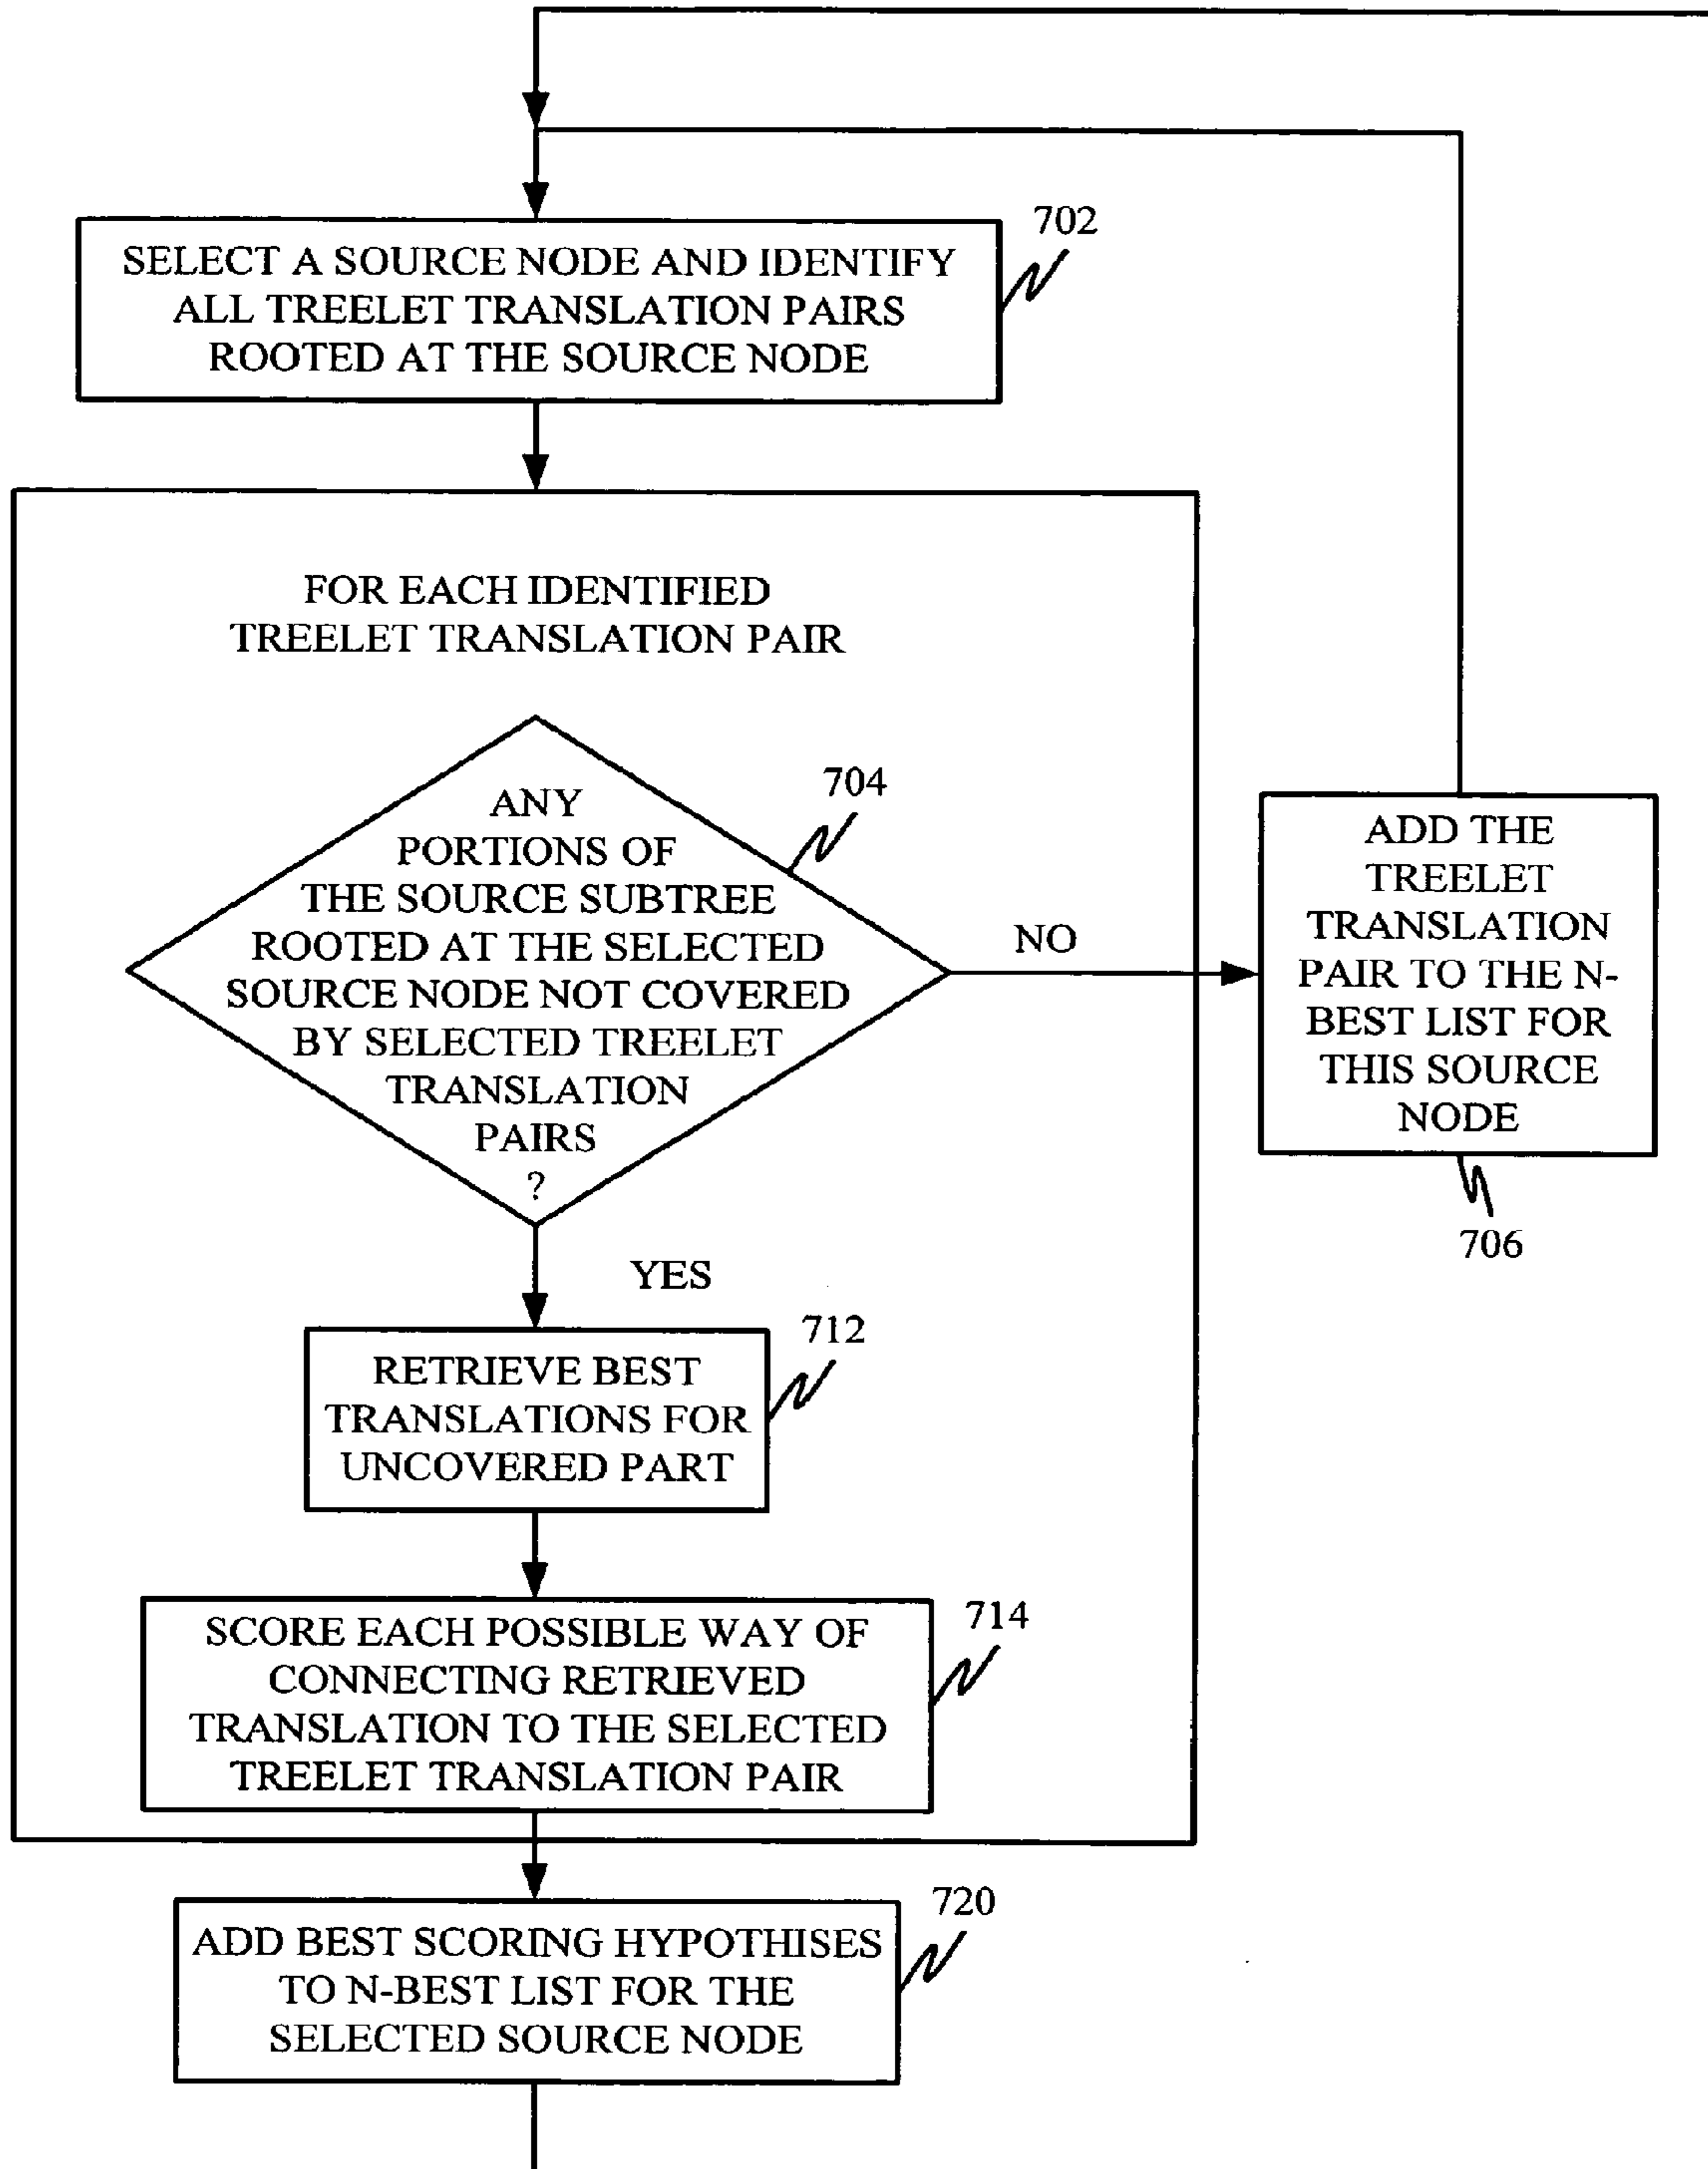 702
SELECT A SOURCE NODE AND IDENTIFY
ALL TREELET TRANSLATION PAIRS
ROOTED AT THE SOURCE NODE
FOR EACH IDENTIFIED
TREELET TRANSLATION PAIR
704
ANY
PORTIONS OF
THE SOURCE SUBTREE
ROOTED AT THE SELECTED
SOURCE NODE NOT COVERED
BY SELECTED TREELET
TRANSLATION
PAIRS
?
NO
ADD THE
TREELET
TRANSLATION
PAIR TO THE N-
BEST LIST FOR
THIS SOURCE
NODE
706
YES
712
RETRIEVE BEST
TRANSLATIONS FOR
UNCOVERED PART
714
SCORE EACH POSSIBLE WAY OF
CONNECTING RETRIEVED
TRANSLATION TO THE SELECTED
TREELET TRANSLATION PAIR
720
ADD BEST SCORING HYPOTHISES
TO N-BEST LIST FOR THE
SELECTED SOURCE NODE